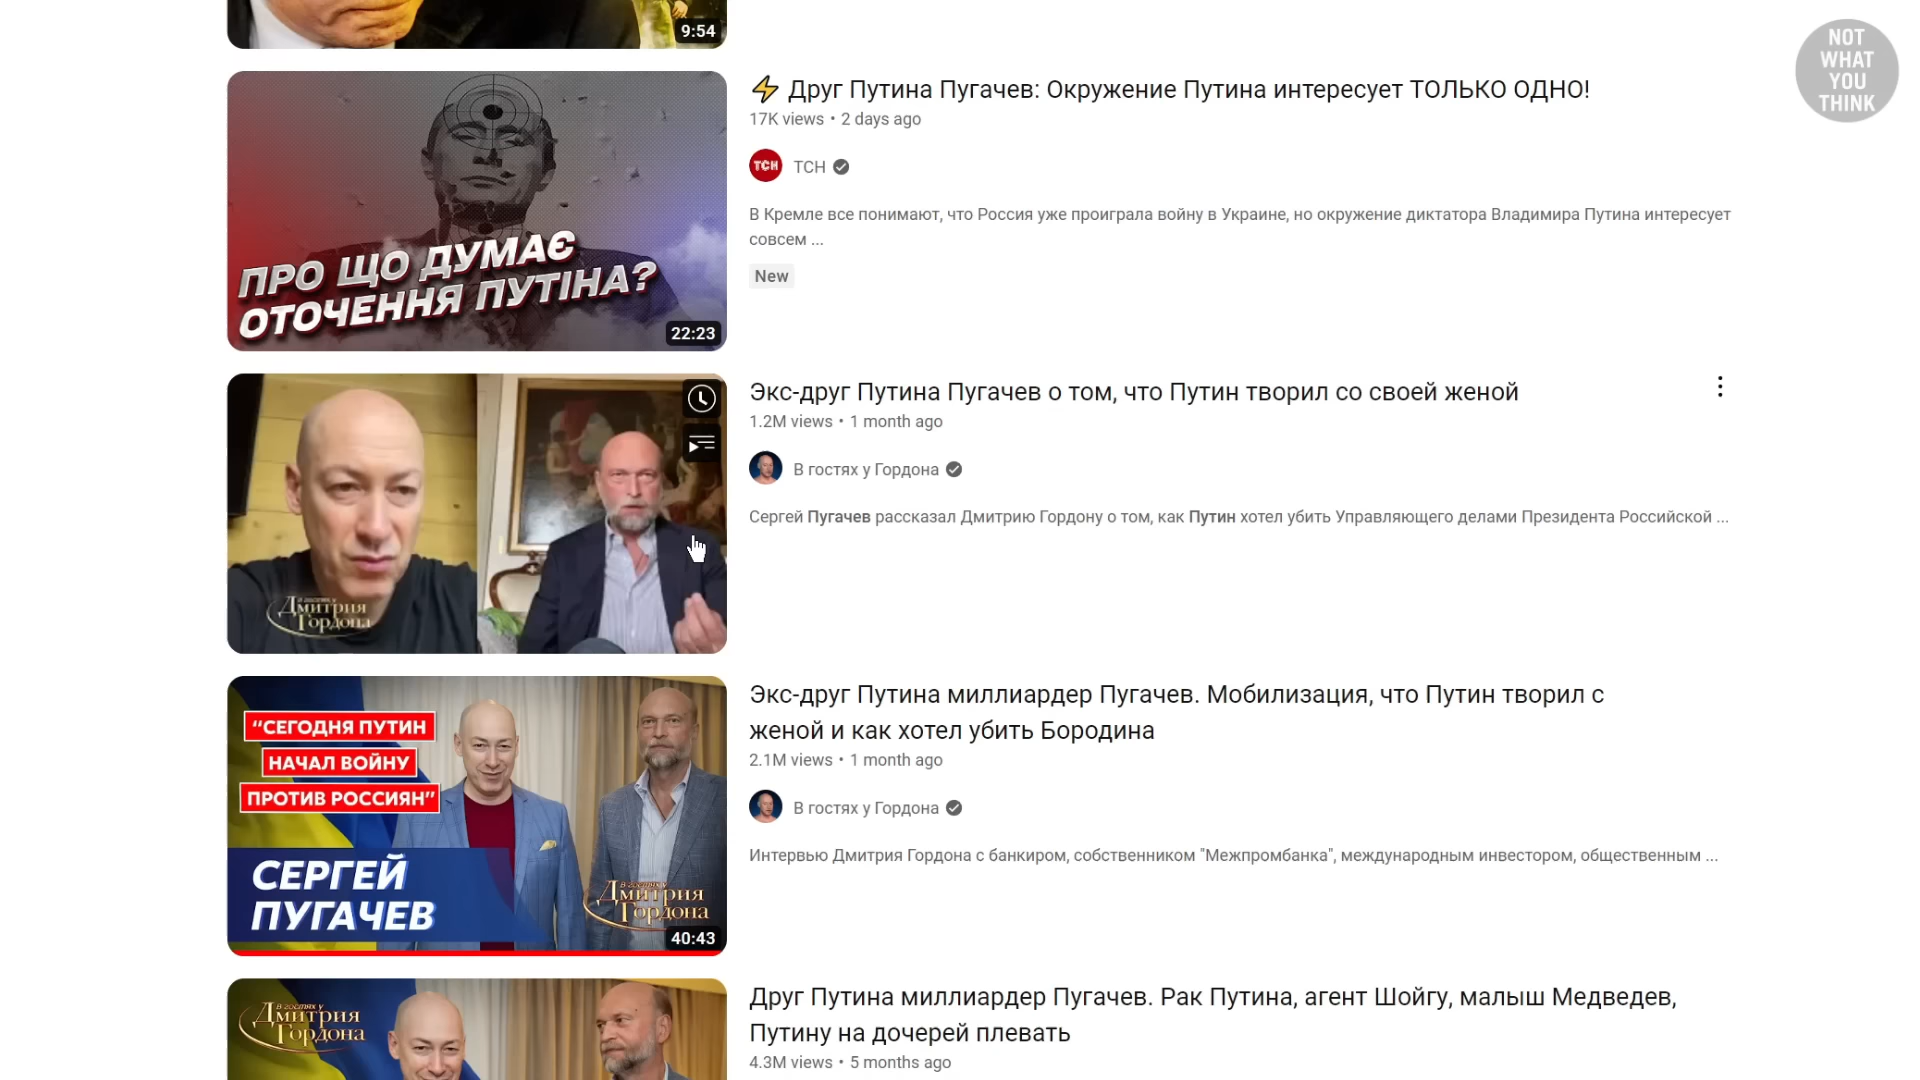 9:54
NOT
WHAT
YOU
THINK
ПРО ЩО ДУМАЄ
ОТОЧЕННЯ ПУТІНА?
22:23
⚡ Друг Путина Пугачев: Окружение Путина интересует ТОЛЬКО ОДНО!
17K views • 2 days ago
ТСН
ТСН
В Кремле все понимают, что Россия уже проиграла войну в Украине, но окружение диктатора Владимира Путина интересует
совсем ...
New
В гостях у
Дмитрия
Гордона
Экс-друг Путина Пугачев о том, что Путин творил со своей женой
1.2M views • 1 month ago
В гостях у Гордона
Сергей Пугачев рассказал Дмитрию Гордону о том, как Путин хотел убить Управляющего делами Президента Российской ...
“СЕГОДНЯ ПУТИН
НАЧАЛ ВОЙНУ
ПРОТИВ РОССИЯН”
СЕРГЕЙ
ПУГАЧЕВ
В гостях у
Дмитрия
Гордона
40:43
Экс-друг Путина миллиардер Пугачев. Мобилизация, что Путин творил с
женой и как хотел убить Бородина
2.1M views • 1 month ago
В гостях у Гордона
Интервью Дмитрия Гордона с банкиром, собственником "Межпромбанка", международным инвестором, общественным ...
В гостях у
Дмитрия
Гордона
Друг Путина миллиардер Пугачев. Рак Путина, агент Шойгу, малыш Медведев,
Путину на дочерей плевать
4.3M views • 5 months ago